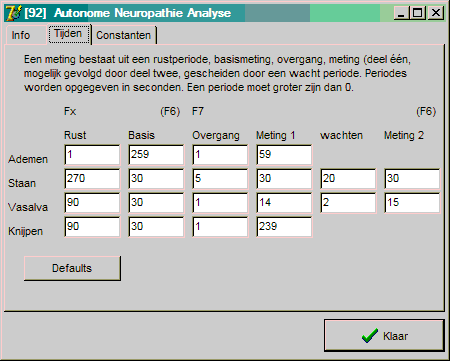 [92] Autonome Neuropathie Analyse
Info Tijden Constanten
Een meting bestaat uit een rustperiode, basismeting, overgang, meting (deel één,
mogelijk gevolgd door deel twee, gescheiden door een wacht periode. Periodes
worden opgegeven in seconden. Een periode moet groter zijn dan 0.
Fx (F6) F7 (F6)
Rust Basis Overgang Meting 1 wachten Meting 2
Ademen 1 259 1 59
Staan 270 30 5 30 20 30
Vasalva 90 30 1 14 2 15
Knijpen 90 30 1 239
Defaults
Klaar